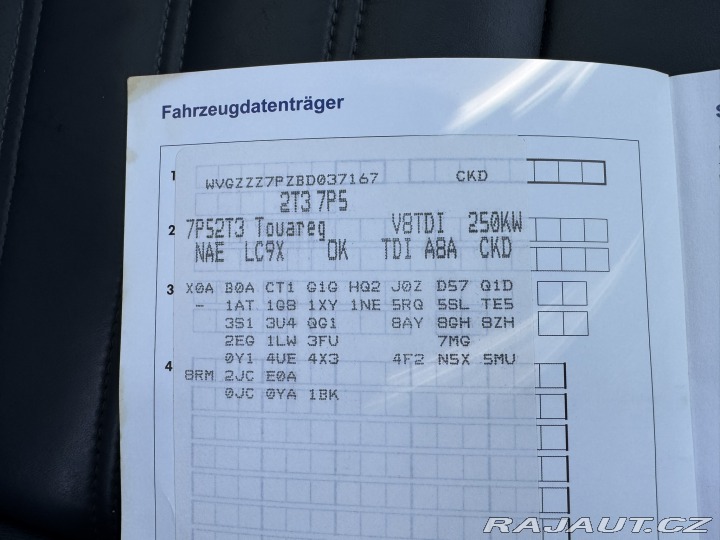 Fahrzeugdatenträger
1 WVGZZZ7PZBD037167 CKD
2T3 7P5
2 7P52T3 Touareg V8TDI 250KW
NAE LC9X OK TDI A8A CKD
3 X0A B0A CT1 G1G HQ2 J0Z D57 Q1D
- 1AT 1G8 1XY 1NE 5RQ 5SL TE5
3S1 3U4 QG1 8AY 8GH 8ZH
2EG 1LW 3FU 7MG
0Y1 4UE 4X3 4F2 N5X 5MU
4 8RM 2JC E0A
0JC 0YA 1BK
S
RAJAUT.CZ